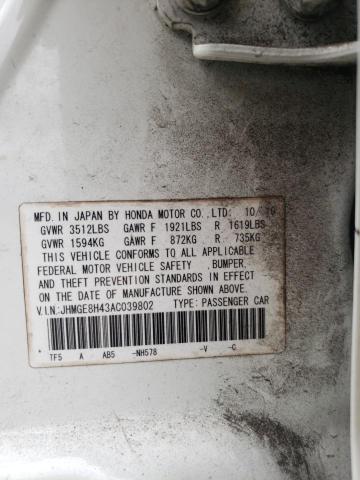 MFD. IN JAPAN BY HONDA MOTOR CO.,LTD: 10/10
GVWR 3512LBS GAWR F 1921LBS R 1619LBS
GVWR 1594KG GAWR F 872KG R 735KG
THIS VEHICLE CONFORMS TO ALL APPLICABLE
FEDERAL MOTOR VEHICLE SAFETY ,BUMPER,
AND THEFT PREVENTION STANDARDS IN EFFECT
ON THE DATE OF MANUFACTURE SHOWN ABOVE.
V.I.N:JHMGE8H43AC039802 TYPE: PASSENGER CAR
* TF5 A AB5 -NH578 -V -C *